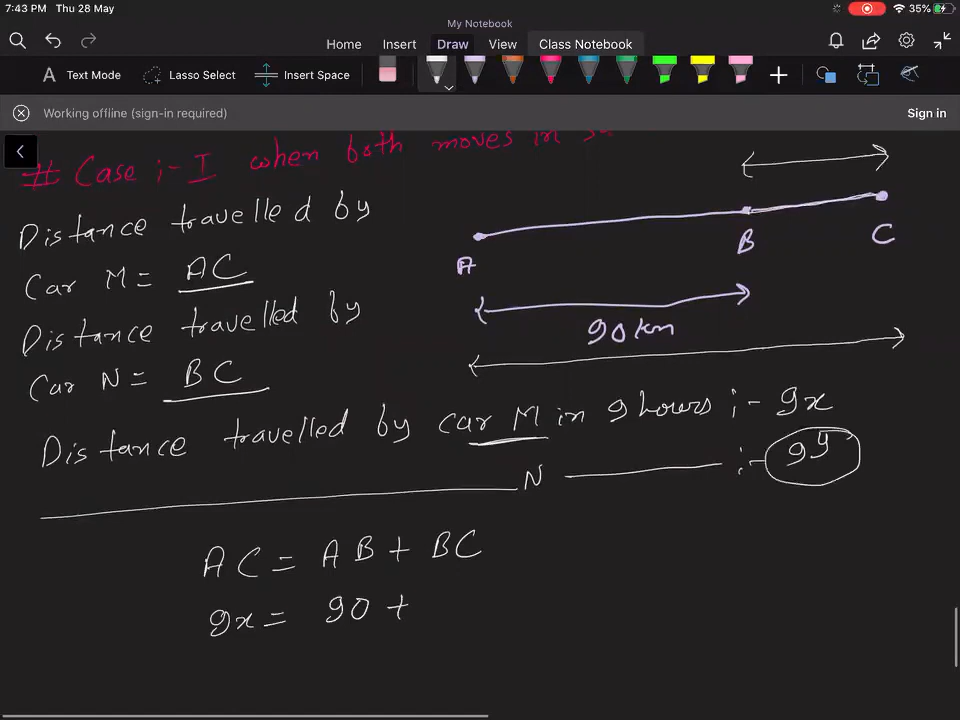 7:43 PM Thu 28 May
35%
My Notebook
Home Insert Draw View Class Notebook
Text Mode Lasso Select Insert Space
Working offline (sign-in required) Sign in
# Case :- I when both moves in
Distance travelled by
Car M = AC
Distance travelled by
Car N = BC
A B C
90 km
Distance travelled by car M in 9 hours :- 9x
N :- 9y
AC = AB + BC
9x = 90 +